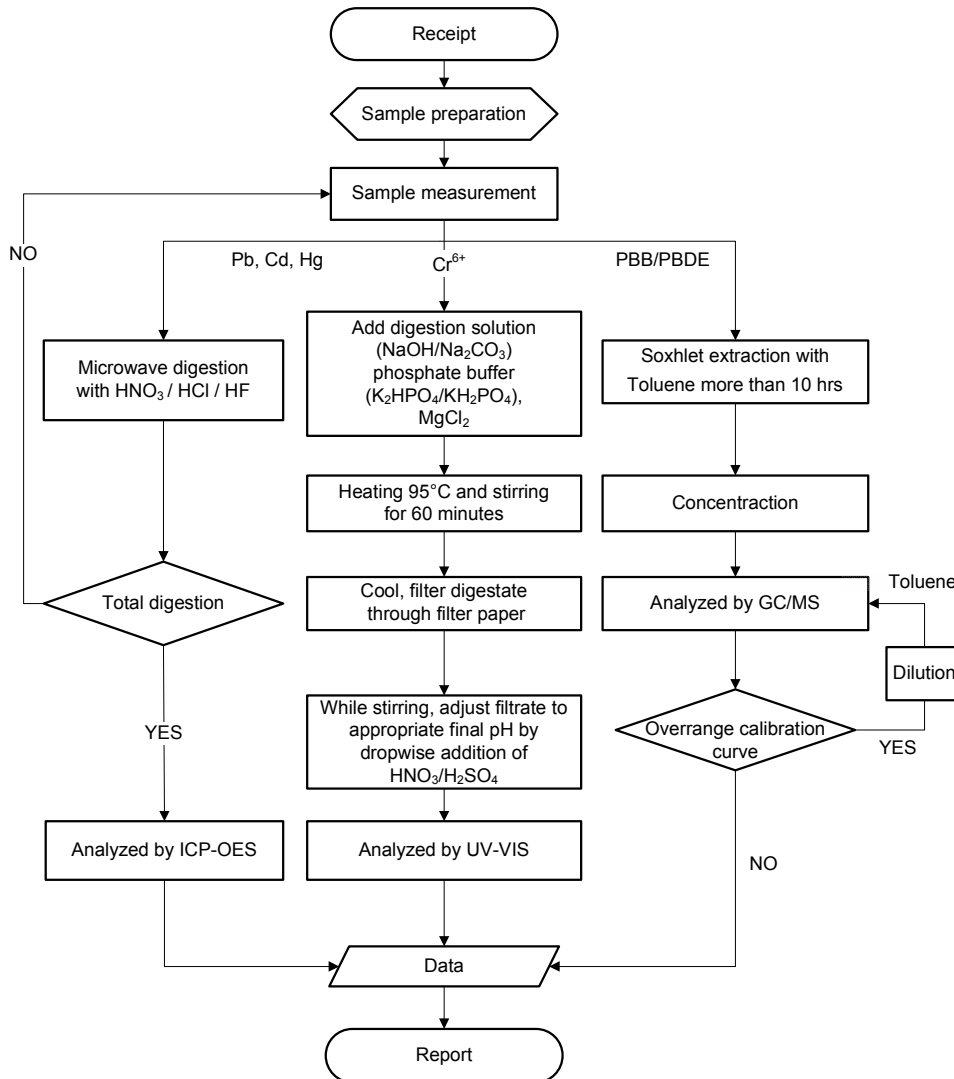 Receipt
Sample preparation
Sample measurement
NO
Pb, Cd, Hg
Cr⁶⁺
PBB/PBDE
Microwave digestion
with HNO₃ / HCl / HF
Add digestion solution
(NaOH/Na₂CO₃)
phosphate buffer
(K₂HPO₄/KH₂PO₄),
MgCl₂
Soxhlet extraction with
Toluene more than 10 hrs
Heating 95°C and stirring
for 60 minutes
Concentraction
Total digestion
Cool, filter digestate
through filter paper
Analyzed by GC/MS
Toluene
Dilution
YES
While stirring, adjust filtrate to
appropriate final pH by
dropwise addition of
HNO₃/H₂SO₄
Overrange calibration
curve
YES
Analyzed by ICP-OES
Analyzed by UV-VIS
NO
Data
Report